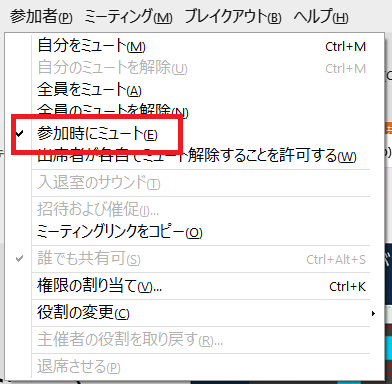 参加者(P) ミーティング(M) ブレイクアウト(B) ヘルプ(H)
自分をミュート(M) Ctrl+M
自分のミュートを解除(U) Ctrl+M
全員をミュート(A)
全員のミュートを解除(N)
参加時にミュート(E)
出席者が各自でミュート解除することを許可する(W)
入退室のサウンド(T)
招待および催促(I)...
ミーティングリンクをコピー(O)
誰でも共有可(S) Ctrl+Alt+S
権限の割り当て(V)... Ctrl+K
役割の変更(C)
主催者の役割を取り戻す(R)...
退席させる(P)